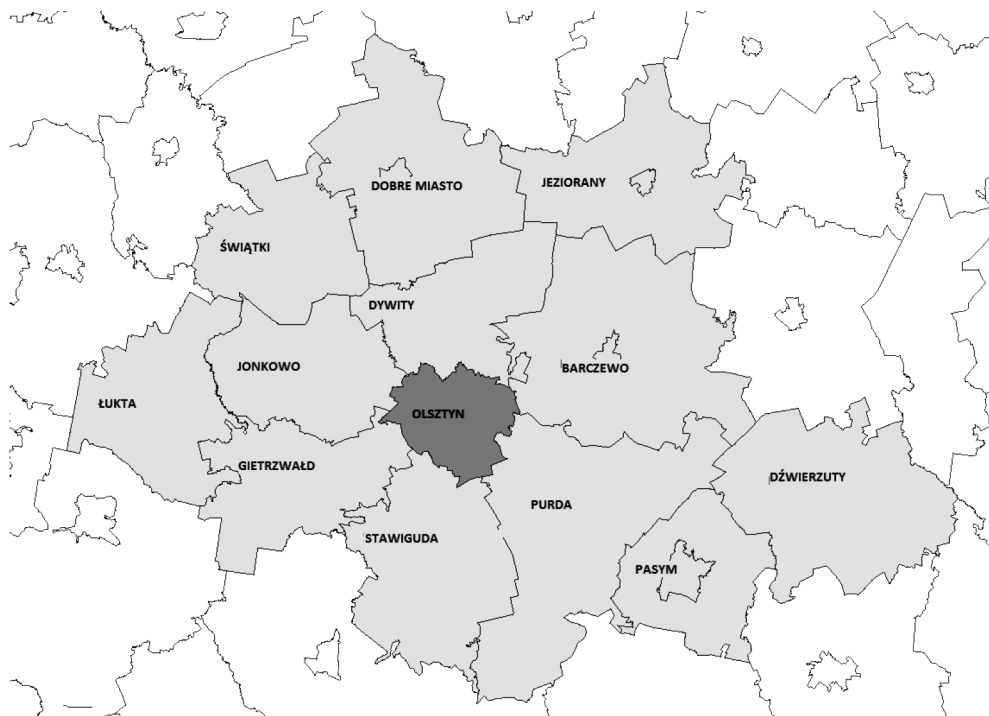 DOBRE MIASTO
JEZIORANY
ŚWIĄTKI
DYWITY
JONKOWO
BARCZEWO
ŁUKTA
OLSZTYN
GIETRZWAŁD
DŹWIERZUTY
PURDA
STAWIGUDA
PASYM